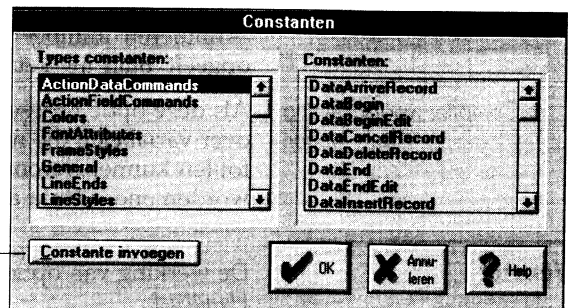 Constanten
Types constanten:
ActionDataCommands
ActionFieldCommands
Colors
FontAttributes
FrameStyles
General
LineEnds
LineStyles
Constanten:
DataArriveRecord
DataBegin
DataBeginEdit
DataCancelRecord
DataDeleteRecord
DataEnd
DataEndEdit
DataInsertRecord
Constante invoegen
OK
Annu-
leren
Help